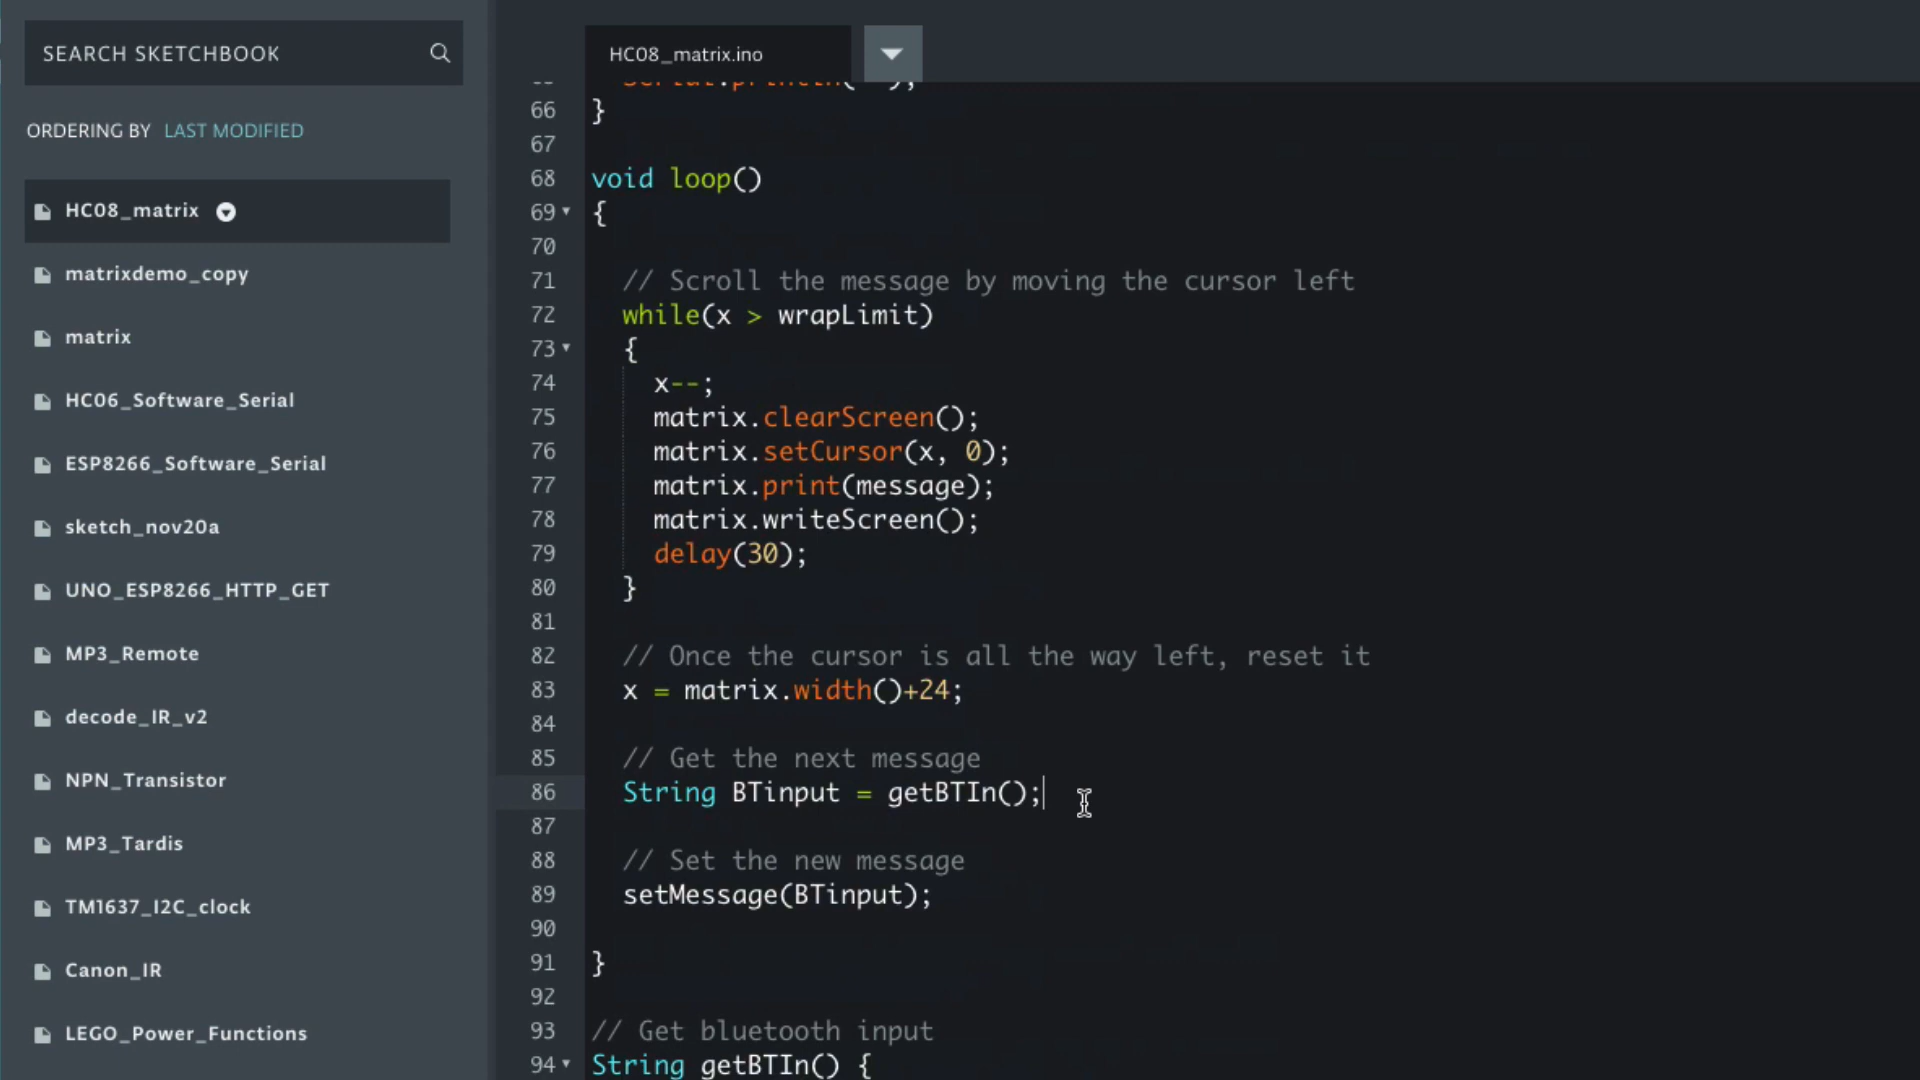 SEARCH SKETCHBOOK
ORDERING BY LAST MODIFIED
HC08_matrix
matrixdemo_copy
matrix
HC06_Software_Serial
ESP8266_Software_Serial
sketch_nov20a
UNO_ESP8266_HTTP_GET
MP3_Remote
decode_IR_v2
NPN_Transistor
MP3_Tardis
TM1637_I2C_clock
Canon_IR
LEGO_Power_Functions
HC08_matrix.ino
66 }
67
68 void loop()
69 {
70
71 // Scroll the message by moving the cursor left
72 while(x > wrapLimit)
73 {
74 x--;
75 matrix.clearScreen();
76 matrix.setCursor(x, 0);
77 matrix.print(message);
78 matrix.writeScreen();
79 delay(30);
80 }
81
82 // Once the cursor is all the way left, reset it
83 x = matrix.width()+24;
84
85 // Get the next message
86 String BTinput = getBTIn();
87
88 // Set the new message
89 setMessage(BTinput);
90
91 }
92
93 // Get bluetooth input
94 String getBTIn() {